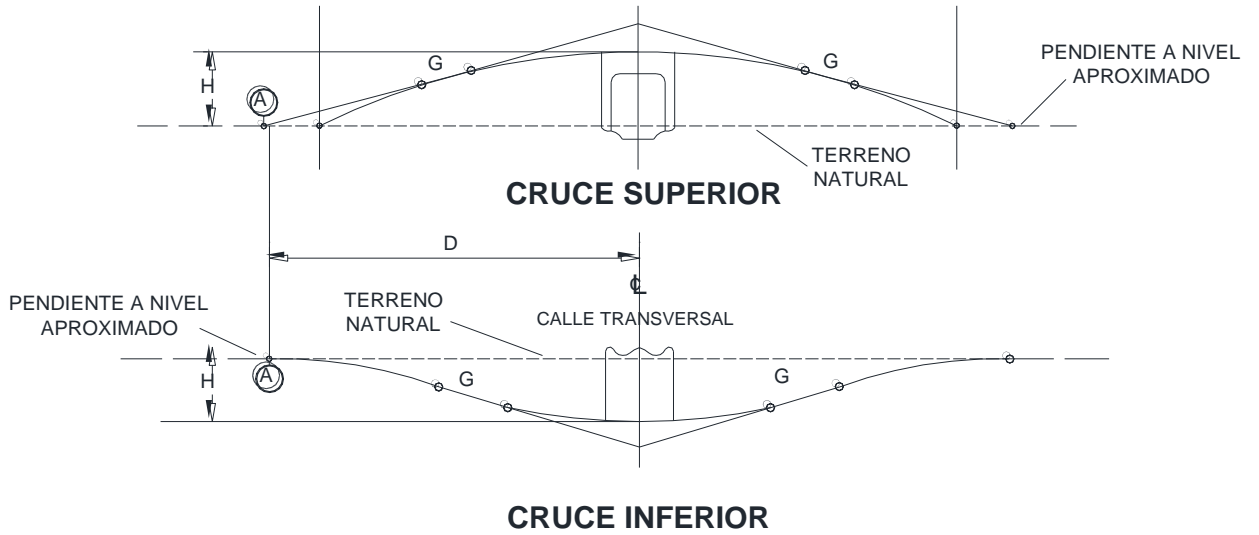 G
G
PENDIENTE A NIVEL
APROXIMADO
H
A
TERRENO
NATURAL
CRUCE SUPERIOR
D
℄
PENDIENTE A NIVEL
APROXIMADO
TERRENO
NATURAL
CALLE TRANSVERSAL
H
A
G
G
CRUCE INFERIOR